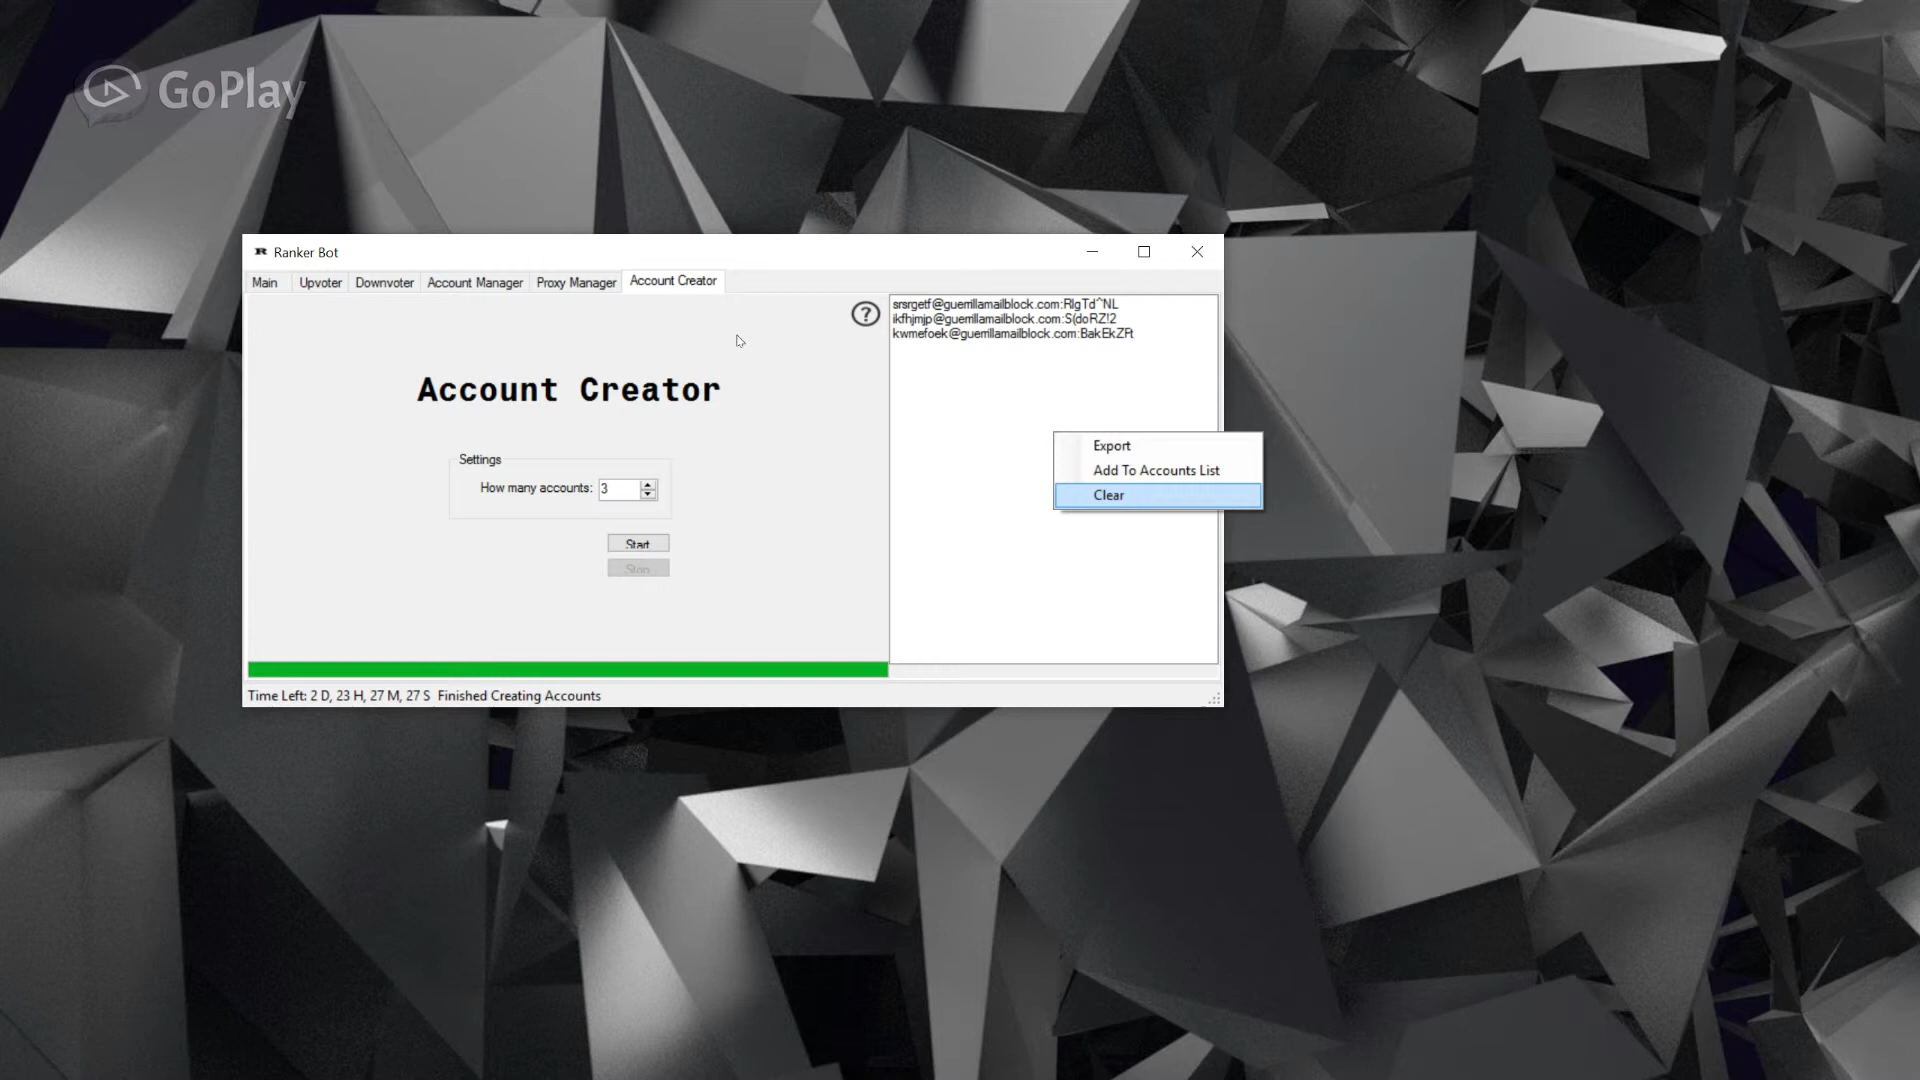 GoPlay
Ranker Bot
Main Upvoter Downvoter Account Manager Proxy Manager Account Creator
?
srsrgetf@guerrillamailblock.com:RlgTd^NL
ikfhjmjp@guerrillamailblock.com:S(doRZ!2
kwmefoek@guerrillamailblock.com:BakEkZFt
Account Creator
Export
Add To Accounts List
Clear
Settings
How many accounts: 3
Start
Stop
Time Left: 2 D, 23 H, 27 M, 27 S Finished Creating Accounts